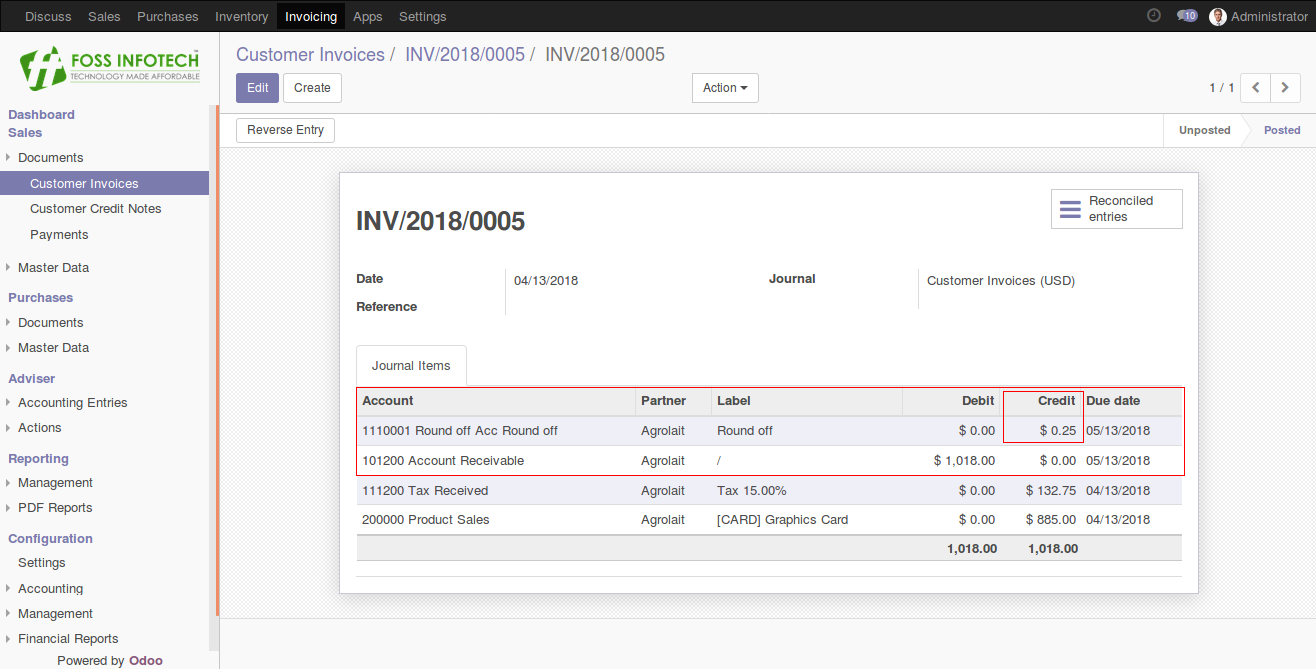 Discuss Sales Purchases Inventory Invoicing Apps Settings 10 Administrator
FOSS INFOTECH™
TECHNOLOGY MADE AFFORDABLE
Customer Invoices / INV/2018/0005 / INV/2018/0005
Edit Create Action 1 / 1
Reverse Entry Unposted Posted
Dashboard
Sales
Documents
Customer Invoices
Customer Credit Notes
Payments
Master Data
Purchases
Documents
Master Data
Adviser
Accounting Entries
Actions
Reporting
Management
PDF Reports
Configuration
Settings
Accounting
Management
Financial Reports
Powered by Odoo
Reconciled
entries
INV/2018/0005
Date 04/13/2018 Journal Customer Invoices (USD)
Reference
Journal Items
Account Partner Label Debit Credit Due date
1110001 Round off Acc Round off Agrolait Round off $ 0.00 $ 0.25 05/13/2018
101200 Account Receivable Agrolait / $ 1,018.00 $ 0.00 05/13/2018
111200 Tax Received Agrolait Tax 15.00% $ 0.00 $ 132.75 04/13/2018
200000 Product Sales Agrolait [CARD] Graphics Card $ 0.00 $ 885.00 04/13/2018
1,018.00 1,018.00